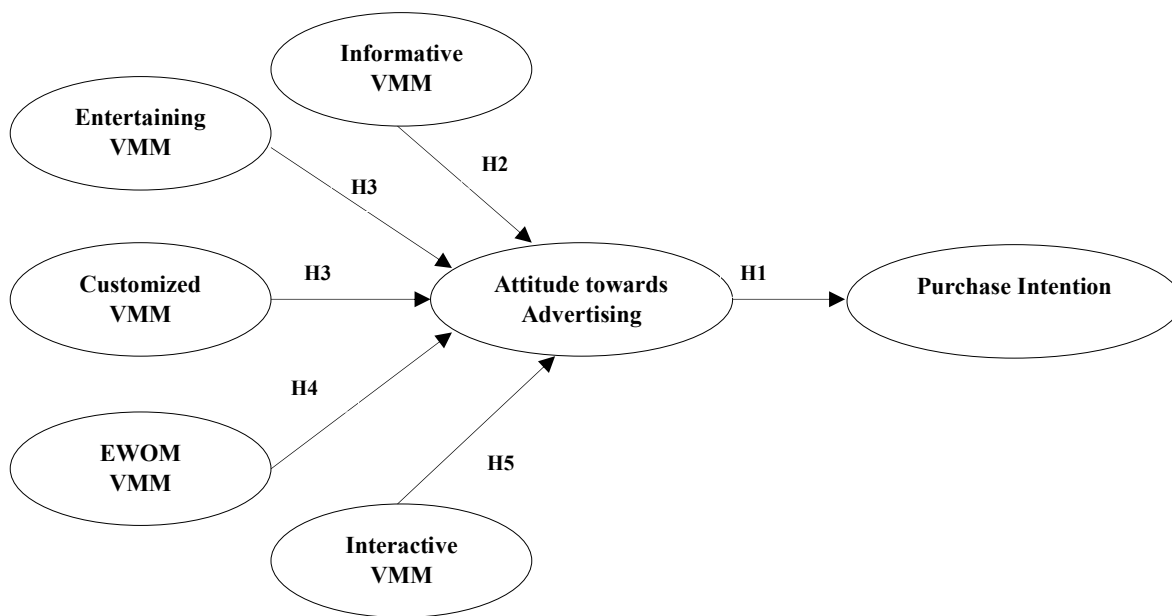 Informative
VMM
Entertaining
VMM
H2
H3
Customized
VMM
H3
Attitude towards
Advertising
H1
Purchase Intention
H4
EWOM
VMM
H5
Interactive
VMM